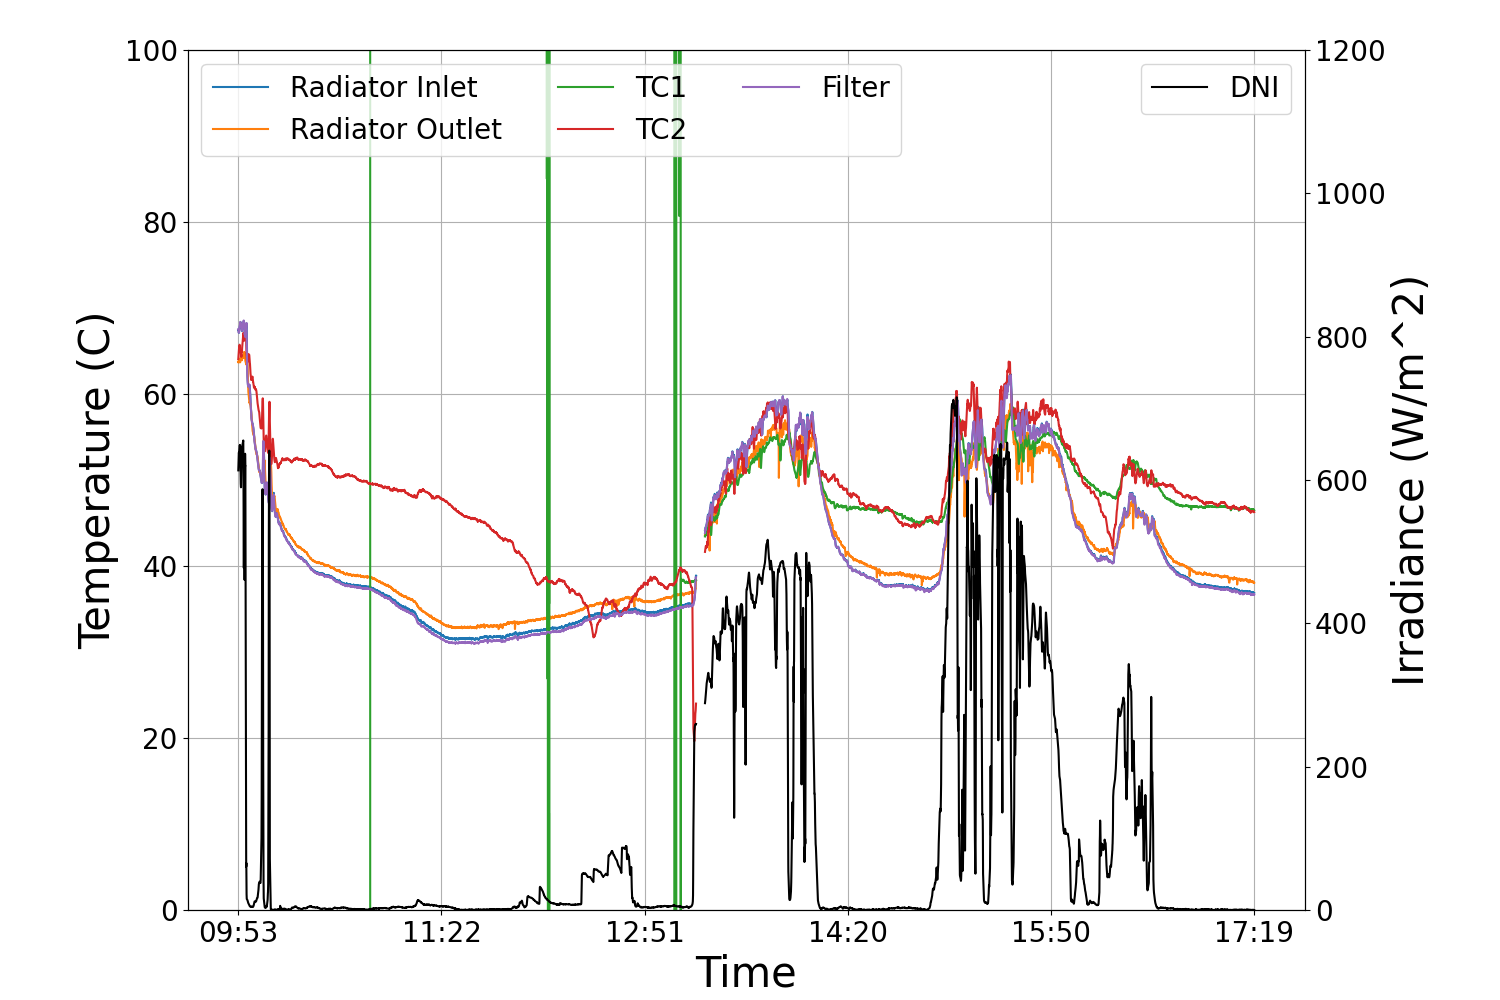 100
80
60
40
20
0
Temperature (C)
Radiator Inlet
Radiator Outlet
TC1
TC2
Filter
DNI
1200
1000
800
600
400
200
0
Irradiance (W/m^2)
09:53 11:22 12:51 14:20 15:50 17:19
Time